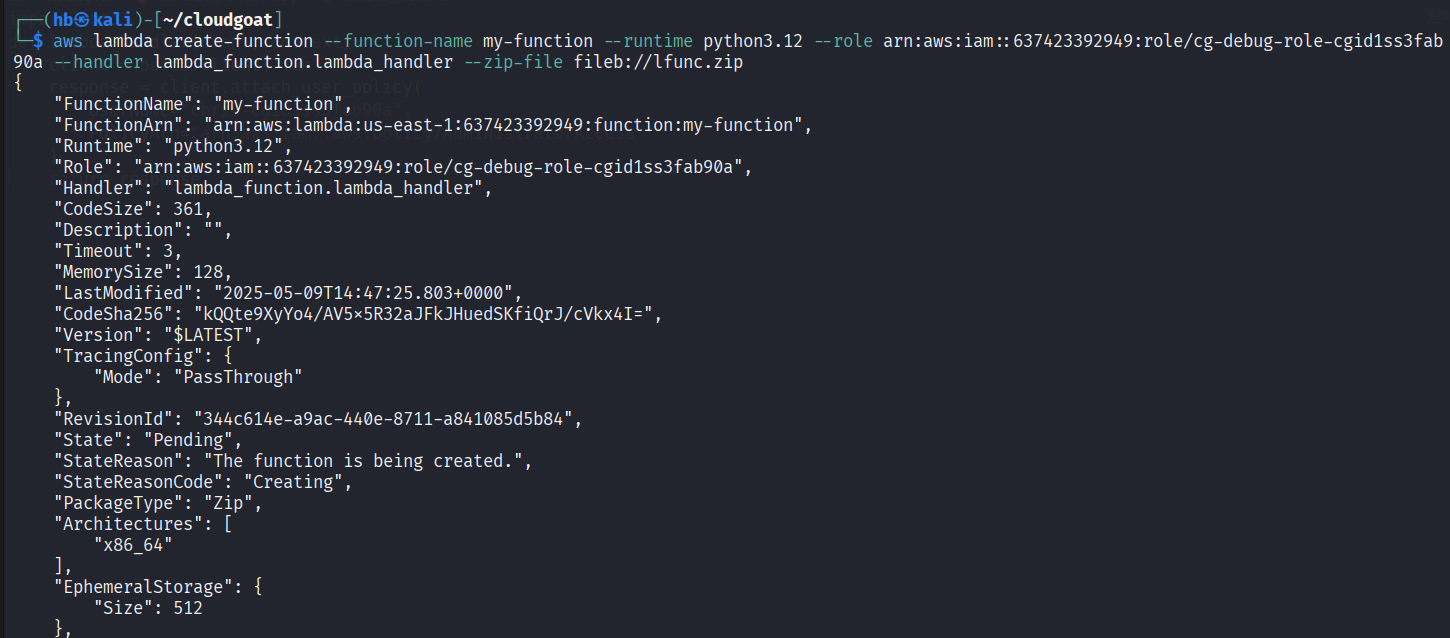 ┌──(hb㉿kali)-[~/cloudgoat]
└─$ aws lambda create-function --function-name my-function --runtime python3.12 --role arn:aws:iam::637423392949:role/cg-debug-role-cgid1ss3fab
90a --handler lambda_function.lambda_handler --zip-file fileb://lfunc.zip
{
    "FunctionName": "my-function",
    "FunctionArn": "arn:aws:lambda:us-east-1:637423392949:function:my-function",
    "Runtime": "python3.12",
    "Role": "arn:aws:iam::637423392949:role/cg-debug-role-cgid1ss3fab90a",
    "Handler": "lambda_function.lambda_handler",
    "CodeSize": 361,
    "Description": "",
    "Timeout": 3,
    "MemorySize": 128,
    "LastModified": "2025-05-09T14:47:25.803+0000",
    "CodeSha256": "kQQte9XyYo4/AV5×5R32aJFkJHuedSKfiQrJ/cVkx4I=",
    "Version": "$LATEST",
    "TracingConfig": {
        "Mode": "PassThrough"
    },
    "RevisionId": "344c614e-a9ac-440e-8711-a841085d5b84",
    "State": "Pending",
    "StateReason": "The function is being created.",
    "StateReasonCode": "Creating",
    "PackageType": "Zip",
    "Architectures": [
        "x86_64"
    ],
    "EphemeralStorage": {
        "Size": 512
    },